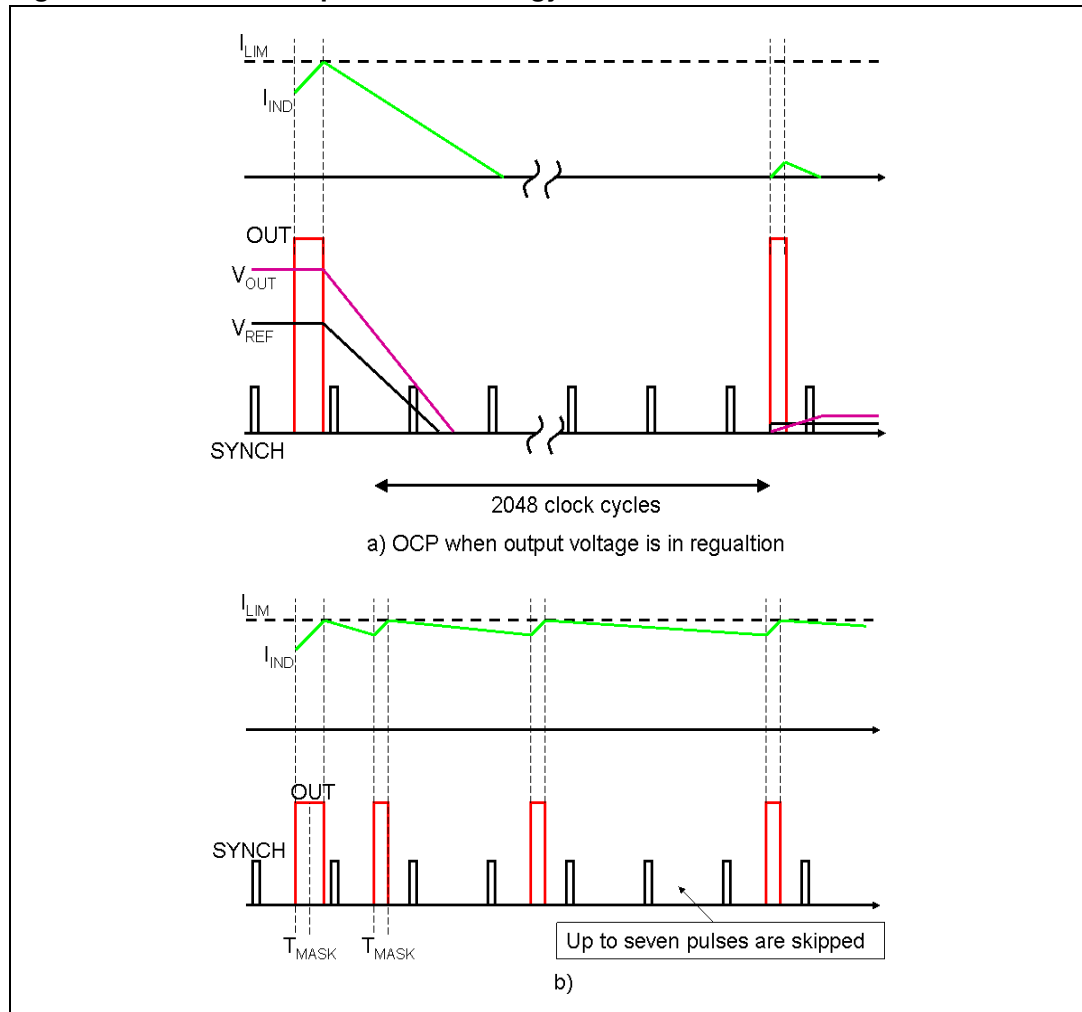 I_LIM
I_IND
OUT
V_OUT
V_REF
SYNCH
2048 clock cycles
a) OCP when output voltage is in regualtion
I_LIM
I_IND
OUT
SYNCH
T_MASK T_MASK
Up to seven pulses are skipped
b)